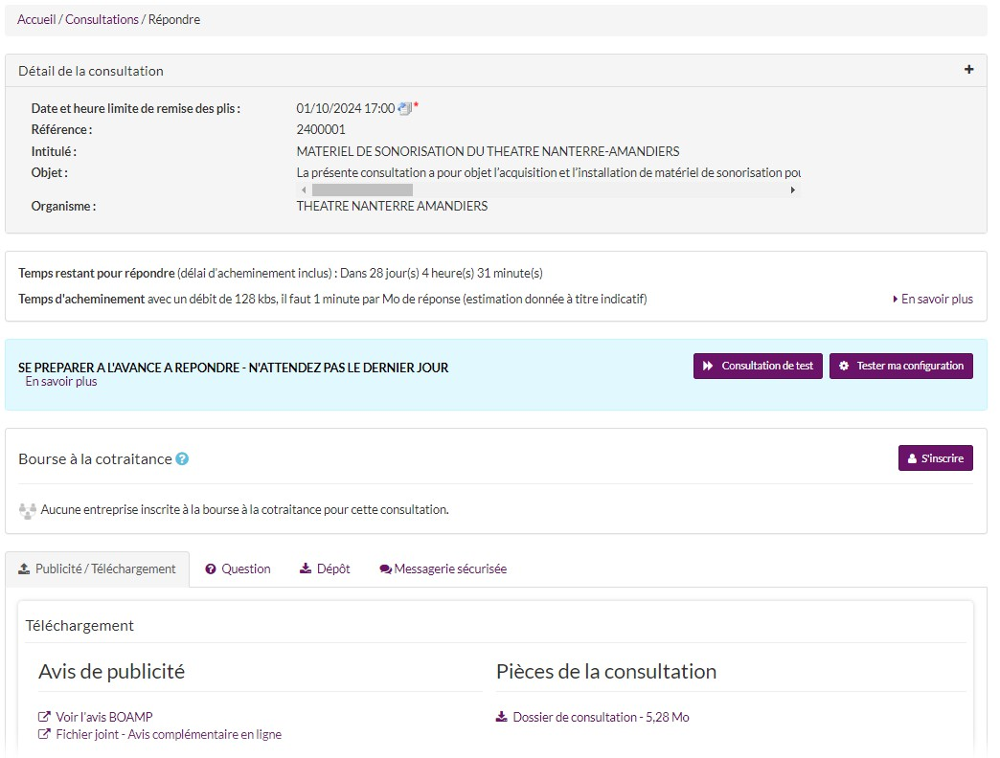 Accueil / Consultations / Répondre
Détail de la consultation
Date et heure limite de remise des plis : 01/10/2024 17:00 *
Référence : 2400001
Intitulé : MATERIEL DE SONORISATION DU THEATRE NANTERRE-AMANDIERS
Objet : La présente consultation a pour objet l'acquisition et l'installation de matériel de sonorisation pou
Organisme : THEATRE NANTERRE AMANDIERS
Temps restant pour répondre (délai d'acheminement inclus) : Dans 28 jour(s) 4 heure(s) 31 minute(s)
Temps d'acheminement avec un débit de 128 kbs, il faut 1 minute par Mo de réponse (estimation donnée à titre indicatif) En savoir plus
SE PREPARER A L'AVANCE A REPONDRE - N'ATTENDEZ PAS LE DERNIER JOUR
Consultation de test Tester ma configuration
En savoir plus
Bourse à la cotraitance ? S'inscrire
Aucune entreprise inscrite à la bourse à la cotraitance pour cette consultation.
Publicité / Téléchargement Question Dépôt Messagerie sécurisée
Téléchargement
Avis de publicité Pièces de la consultation
Voir l'avis BOAMP Dossier de consultation - 5,28 Mo
Fichier joint - Avis complémentaire en ligne